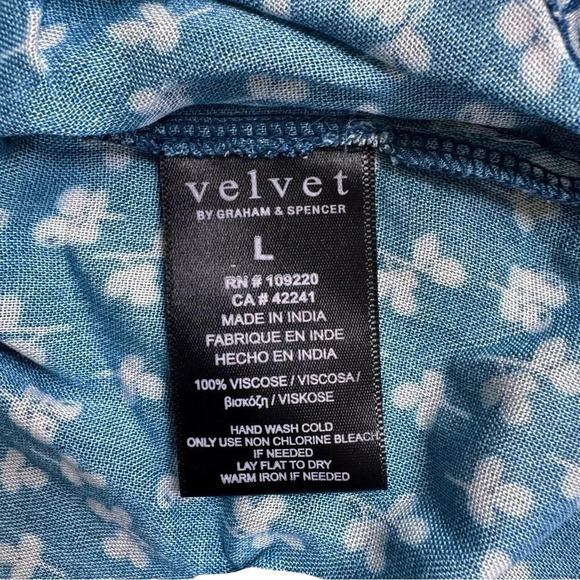 velvet
BY GRAHAM & SPENCER
L
RN # 109220
CA # 42241
MADE IN INDIA
FABRIQUE EN INDE
HECHO EN INDIA
100% VISCOSE / VISCOSA /
βισκόζη / VISKOSE
HAND WASH COLD
ONLY USE NON CHLORINE BLEACH
IF NEEDED
LAY FLAT TO DRY
WARM IRON IF NEEDED